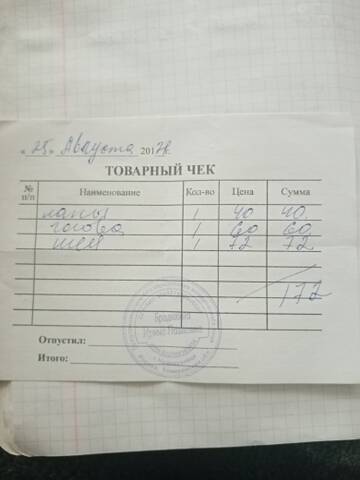 «25» Августа 201
ТОВАРНЫЙ ЧЕК
№ п/п Наименование Кол-во Цена Сумма
лапы 1 40 40
голова 1 60 60
шея 1 72 72
172
Отпустил:
Итого: